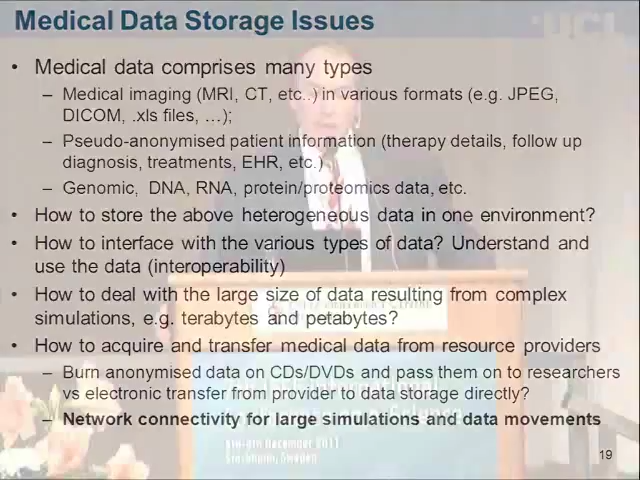 Medical Data Storage Issues
UCL
• Medical data comprises many types
– Medical imaging (MRI, CT, etc..) in various formats (e.g. JPEG,
DICOM, .xls files, …);
– Pseudo-anonymised patient information (therapy details, follow up
diagnosis, treatments, EHR, etc.)
– Genomic, DNA, RNA, protein/proteomics data, etc.
• How to store the above heterogeneous data in one environment?
• How to interface with the various types of data? Understand and
use the data (interoperability)
• How to deal with the large size of data resulting from complex
simulations, e.g. terabytes and petabytes?
• How to acquire and transfer medical data from resource providers
– Burn anonymised data on CDs/DVDs and pass them on to researchers
vs electronic transfer from provider to data storage directly?
– Network connectivity for large simulations and data movements
December 2011
Stockholm, Sweden
19